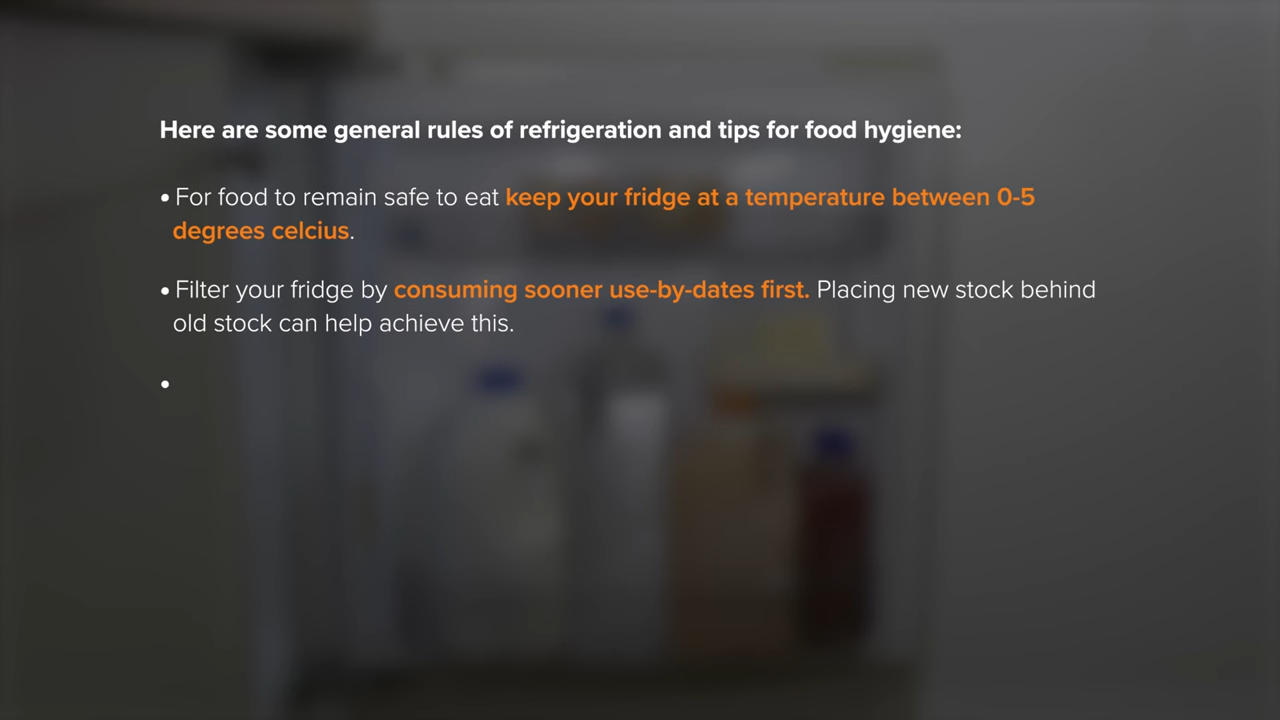 Here are some general rules of refrigeration and tips for food hygiene:
• For food to remain safe to eat keep your fridge at a temperature between 0-5
degrees celcius.
• Filter your fridge by consuming sooner use-by-dates first. Placing new stock behind
old stock can help achieve this.
•